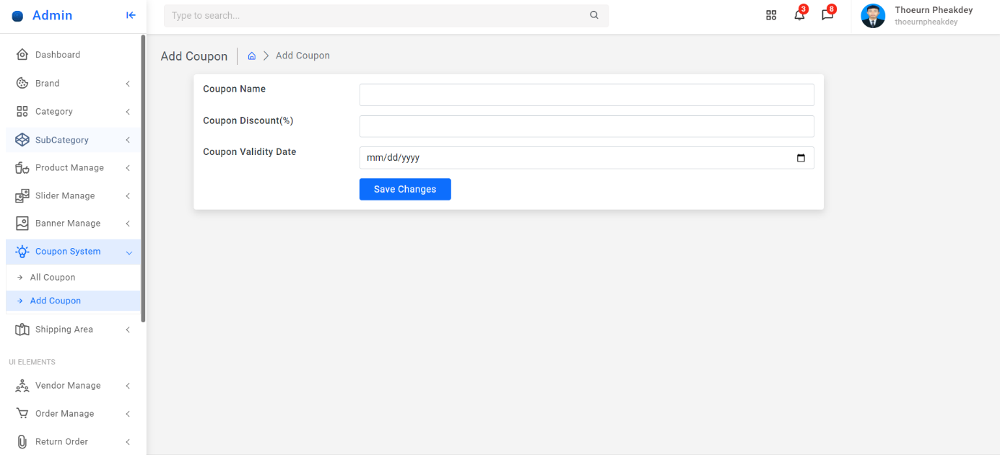 Admin
Type to search...
3
8
Thoeurn Pheakdey
thoeurnpheakdey
Dashboard
Brand
Category
SubCategory
Product Manage
Slider Manage
Banner Manage
Coupon System
All Coupon
Add Coupon
Shipping Area
UI ELEMENTS
Vendor Manage
Order Manage
Return Order
Add Coupon
Add Coupon
Coupon Name
Coupon Discount(%)
Coupon Validity Date
mm/dd/yyyy
Save Changes